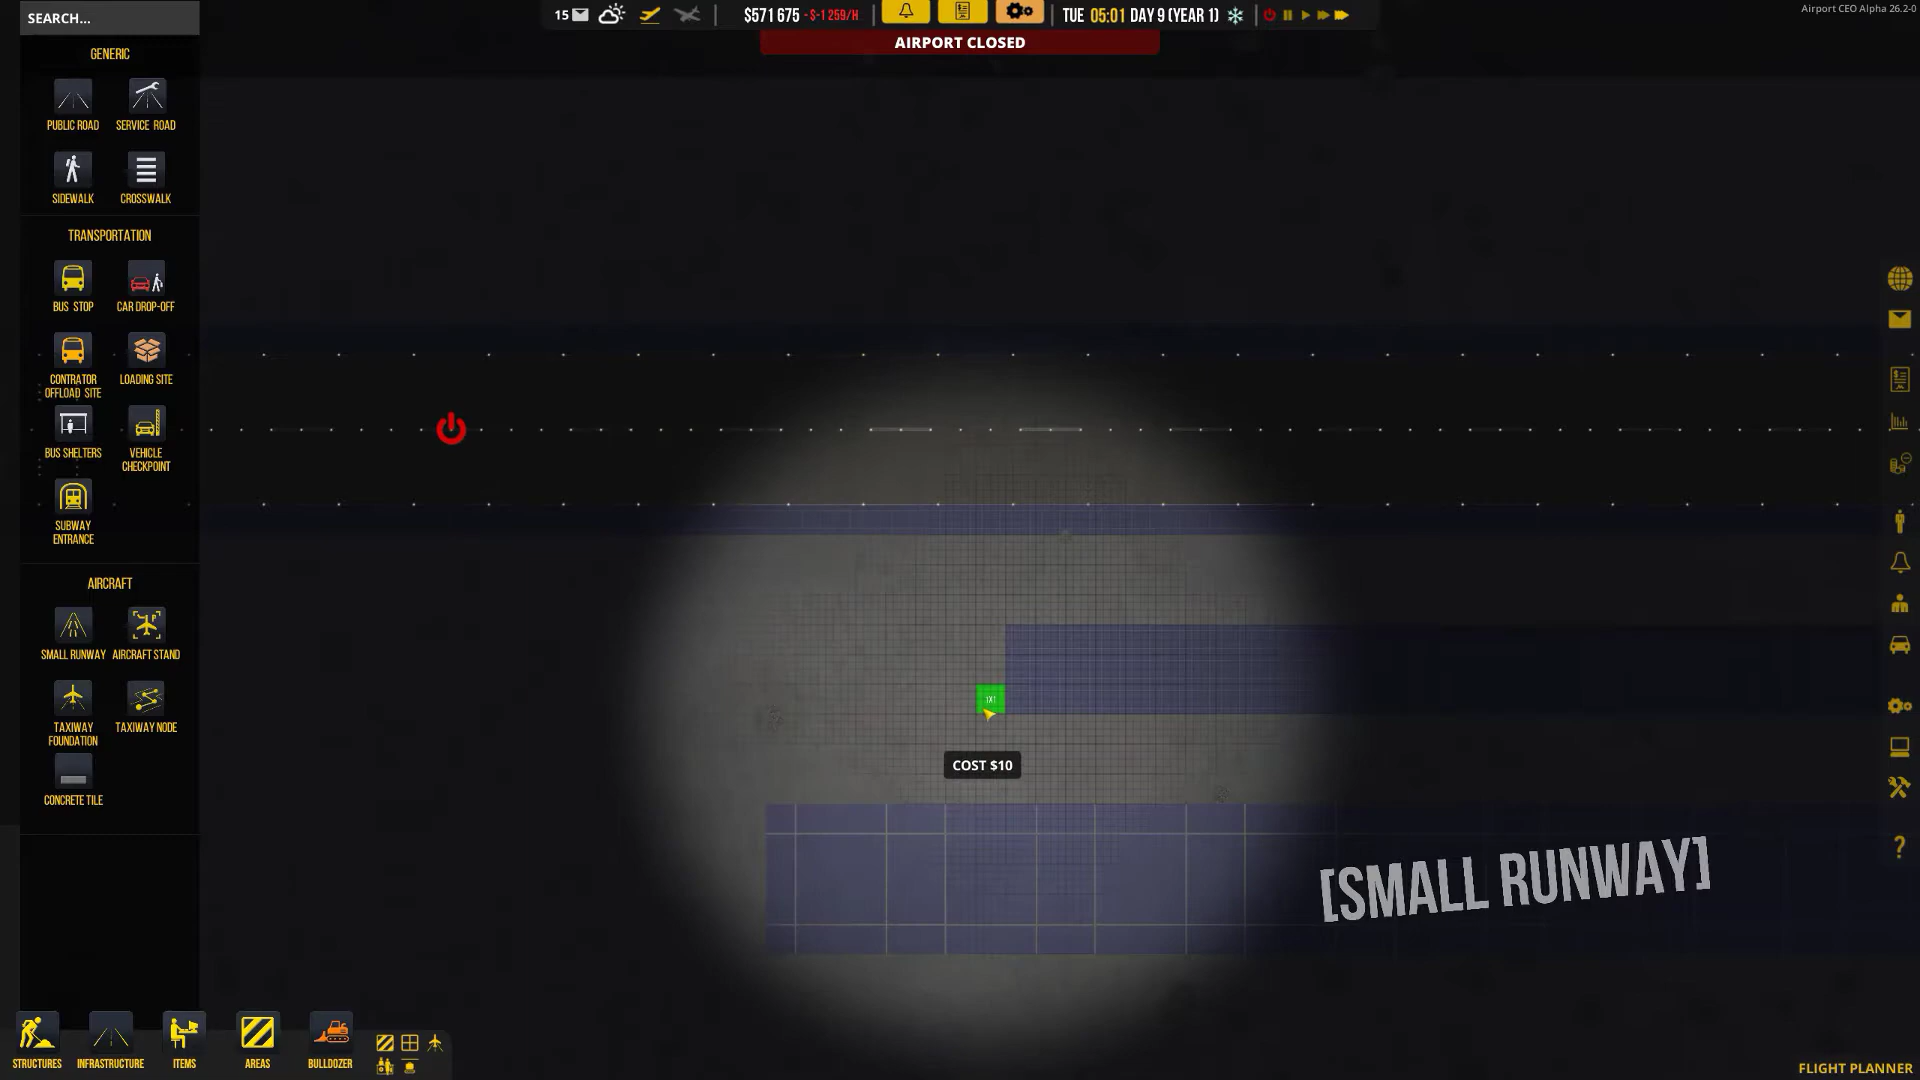 SEARCH...
15
$571 675
-$-1 259/H
TUE 05:01 DAY 9 (YEAR 1)
Airport CEO Alpha 26.2-0
AIRPORT CLOSED
GENERIC
PUBLIC ROAD
SERVICE ROAD
SIDEWALK
CROSSWALK
TRANSPORTATION
BUS STOP
CAR DROP-OFF
CONTRATOR
OFFLOAD SITE
LOADING SITE
BUS SHELTERS
VEHICLE
CHECKPOINT
SUBWAY
ENTRANCE
AIRCRAFT
SMALL RUNWAY
AIRCRAFT STAND
TAXIWAY
FOUNDATION
TAXIWAY NODE
CONCRETE TILE
1X1
COST $10
[SMALL RUNWAY]
STRUCTURES
INFRASTRUCTURE
ITEMS
AREAS
BULLDOZER
FLIGHT PLANNER